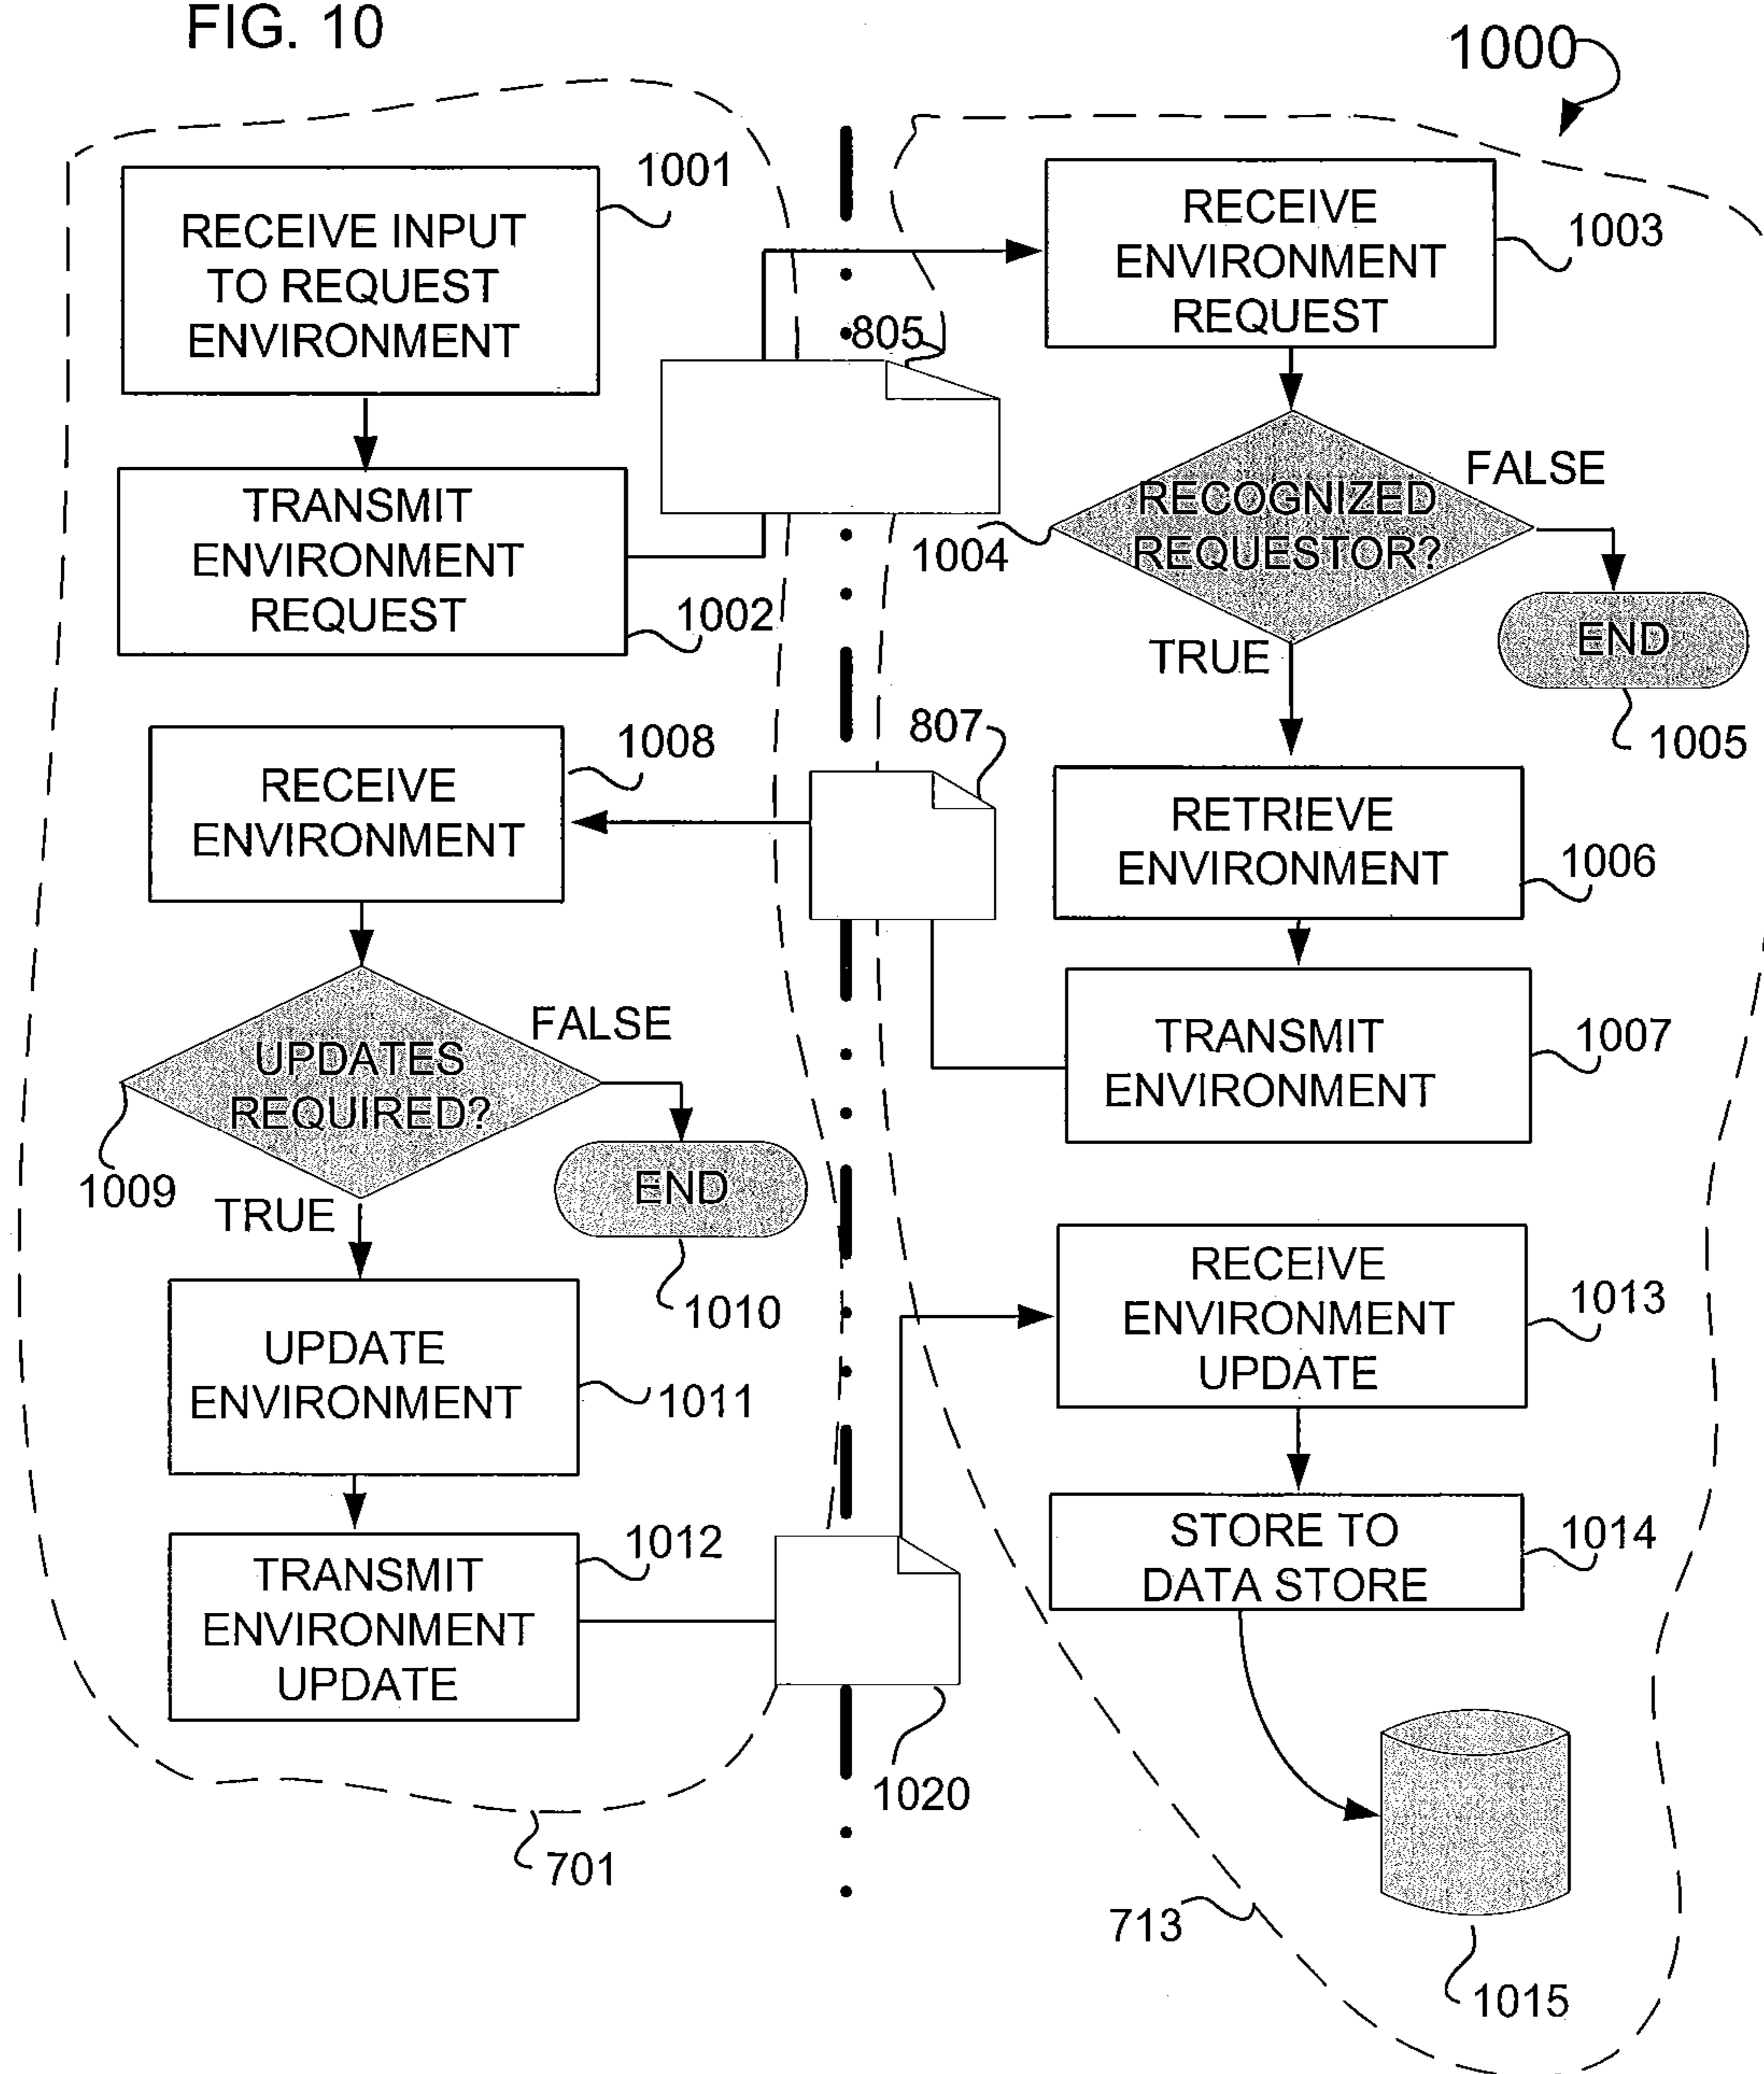 FIG. 10
1000
1001
RECEIVE INPUT
TO REQUEST
ENVIRONMENT
TRANSMIT
ENVIRONMENT
REQUEST
1002
805
RECEIVE
ENVIRONMENT
REQUEST
1003
RECOGNIZED
REQUESTOR?
1004
FALSE
END
1005
TRUE
RETRIEVE
ENVIRONMENT
1006
TRANSMIT
ENVIRONMENT
1007
807
RECEIVE
ENVIRONMENT
1008
UPDATES
REQUIRED?
1009
FALSE
END
1010
TRUE
UPDATE
ENVIRONMENT
1011
TRANSMIT
ENVIRONMENT
UPDATE
1012
1020
RECEIVE
ENVIRONMENT
UPDATE
1013
STORE TO
DATA STORE
1014
1015
701
713